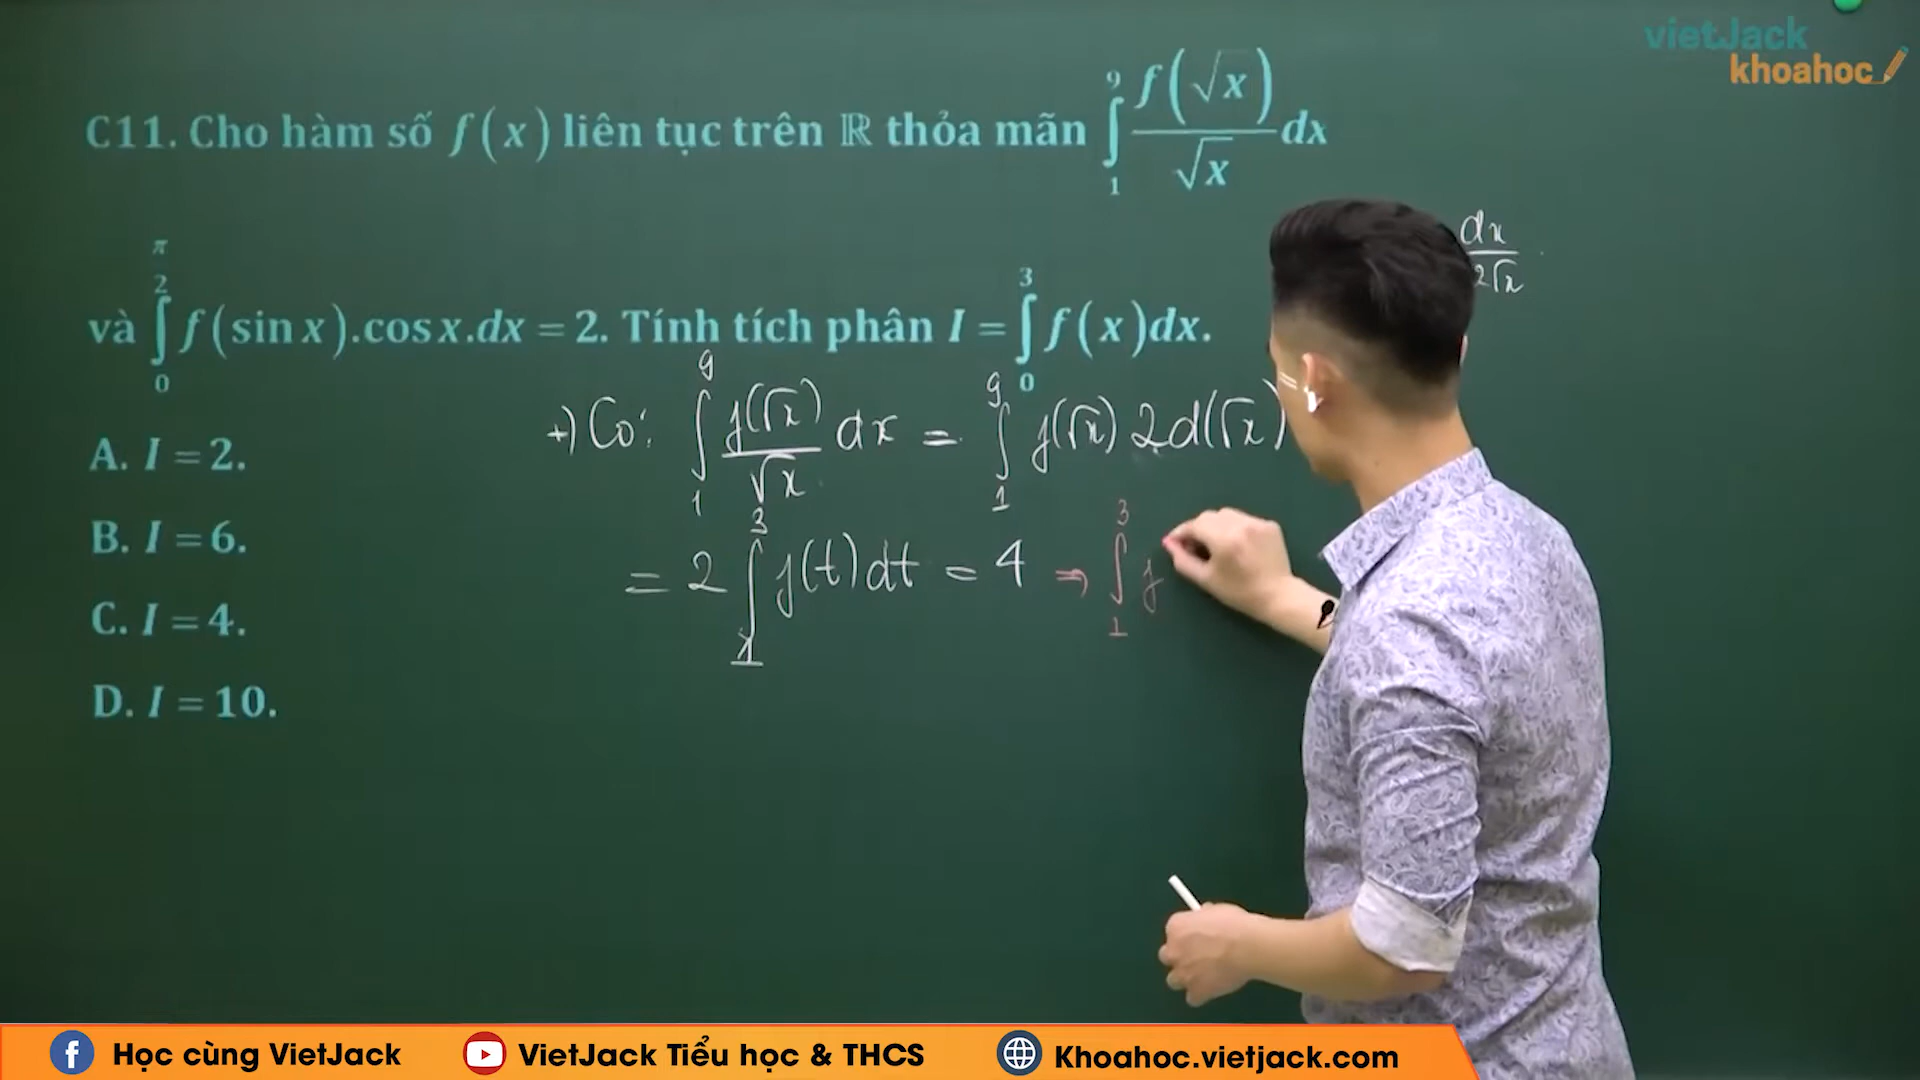 vietJack
khoahoc
C11. Cho hàm số f(x) liên tục trên ℝ thỏa mãn ∫₁⁹ f(√x)/√x dx
và ∫₀^(π/2) f(sin x).cos x.dx = 2. Tính tích phân I = ∫₀³ f(x)dx.
A. I = 2.
B. I = 6.
C. I = 4.
D. I = 10.
dx/2√x
+) Có: ∫₁⁹ f(√x)/√x dx = ∫₁⁹ f(√x) 2d(√x) =
= 2 ∫₁³ f(t)dt = 4 ⇒ ∫₁³ f
Học cùng VietJack
VietJack Tiểu học & THCS
Khoahoc.vietjack.com